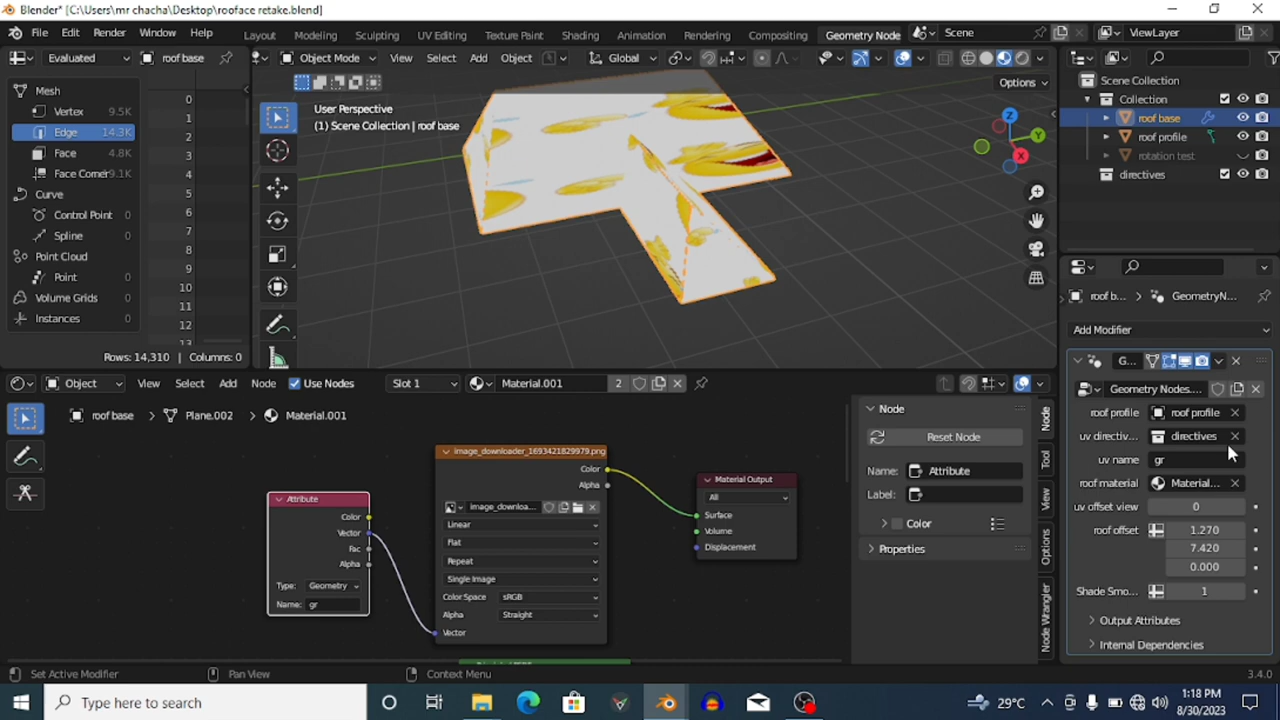 Blender* [C:\Users\mr chacha\Desktop\rooface retake.blend]
File Edit Render Window Help Layout Modeling Sculpting UV Editing Texture Paint Shading Animation Rendering Compositing Geometry Node Scene ViewLayer
Evaluated roof base
Object Mode View Select Add Object Global
Options
Mesh
Vertex 9.5K
Edge 14.3K
Face 4.8K
Face Corner 9.1K
Curve
Control Point 0
Spline 0
Point Cloud
Point 0
Volume Grids
Instances 0
0
1
2
3
4
5
6
7
8
9
10
11
12
13
Rows: 14,310 | Columns: 0
User Perspective
(1) Scene Collection | roof base
Z
Y
X
Scene Collection
Collection
roof base
roof profile
rotation test
directives
roof b... > GeometryN...
Add Modifier
G...
Geometry Nodes....
roof profile roof profile
uv directiv... directives
uv name gr
roof material Material...
uv offset view 0
roof offset 1.270
7.420
0.000
Shade Smo... 1
Output Attributes
Internal Dependencies
Object View Select Add Node Use Nodes Slot 1 Material.001 2
roof base > Plane.002 > Material.001
Attribute
Color
Vector
Fac
Alpha
Type: Geometry
Name: gr
image_downloader_1693421829979.png
Color
Alpha
image_downloa...
Linear
Flat
Repeat
Single Image
Color Space sRGB
Alpha Straight
Vector
Material Output
All
Surface
Volume
Displacement
Node
Reset Node
Name: Attribute
Label:
Color
Properties
Node
Tool
View
Options
Node Wrangler
Set Active Modifier Pan View Context Menu 3.4.0
Type here to search
29°C
1:18 PM
8/30/2023